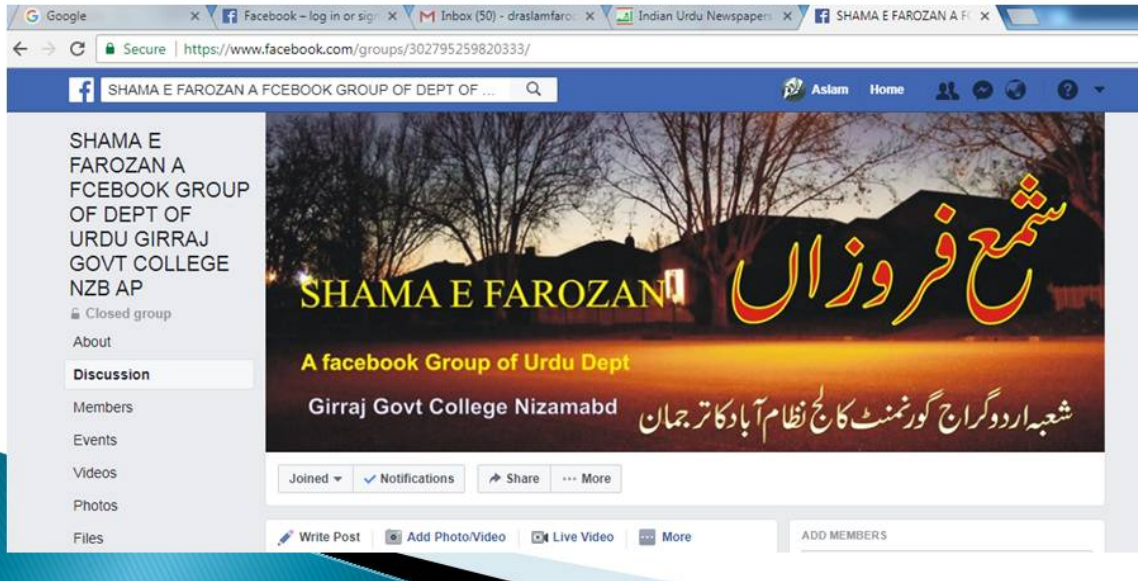 Google
Facebook – log in or sig
Inbox (50) - draslamfaroo
Indian Urdu Newspapers
SHAMA E FAROZAN A F
Secure | https://www.facebook.com/groups/302795259820333/
SHAMA E FAROZAN A FCEBOOK GROUP OF DEPT OF ...
Aslam Home
SHAMA E
FAROZAN A
FCEBOOK GROUP
OF DEPT OF
URDU GIRRAJ
GOVT COLLEGE
NZB AP
Closed group
About
Discussion
Members
Events
Videos
Photos
Files
شمع فروزاں
SHAMA E FAROZAN
A facebook Group of Urdu Dept
Girraj Govt College Nizamabd
شعبہ اردو گراج گورنمنٹ کالج نظام آباد کا ترجمان
Joined Notifications Share More
Write Post Add Photo/Video Live Video More
ADD MEMBERS